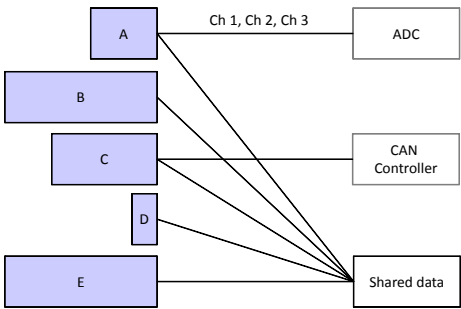 A
Ch 1, Ch 2, Ch 3
ADC
B
C
CAN
Controller
D
E
Shared data